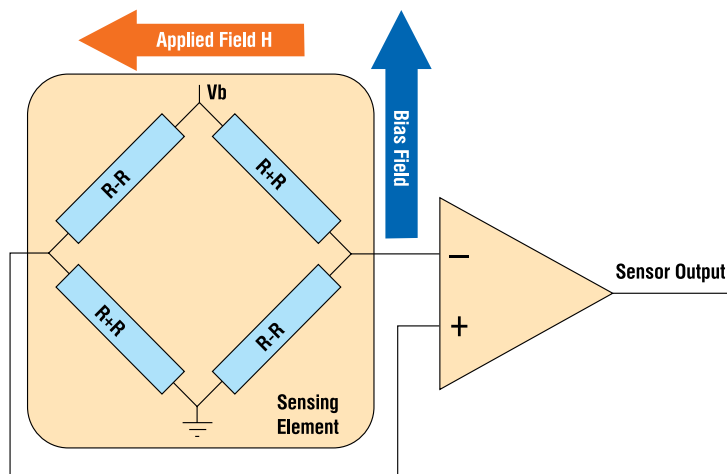 Applied Field H
Bias Field
Vb
R–R
R+R
R+R
R–R
–
+
Sensor Output
Sensing
Element